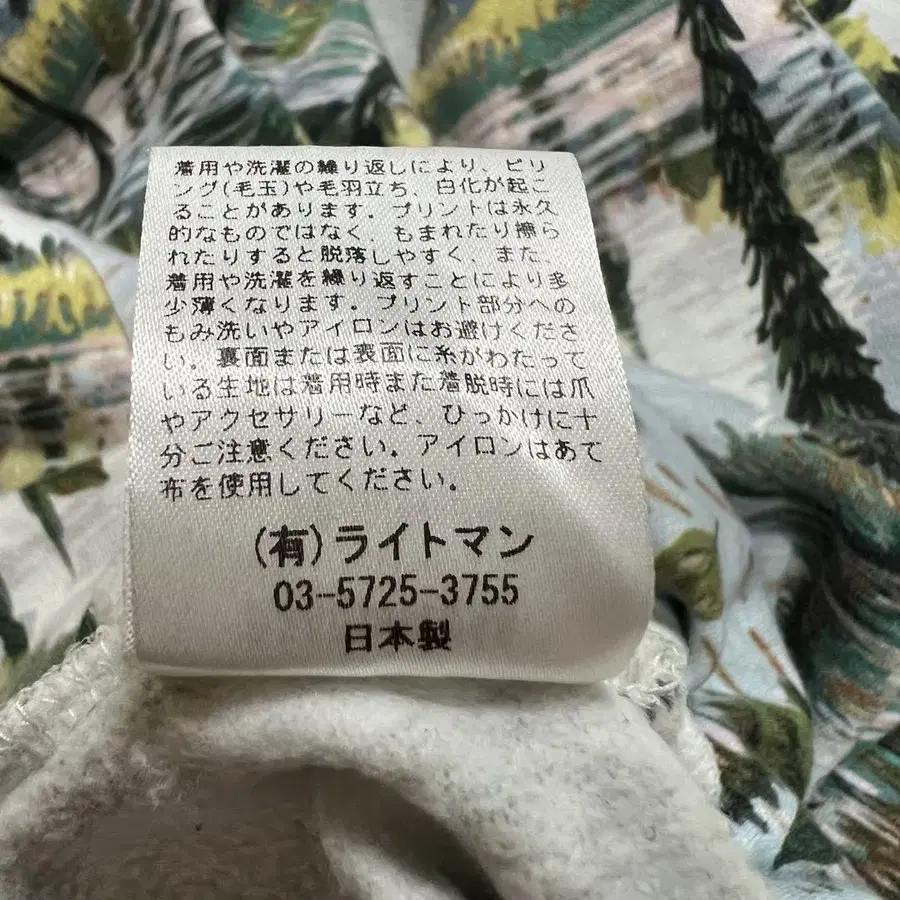 着用や洗濯の繰り返しにより、ピリ
ング(毛玉)や毛羽立ち、白化が起こ
ることがあります。プリントは永久
的なものではなく もまれたり擦ら
れたりすると脱落しやすく、また、
着用や洗濯を繰り返すことにより多
少薄くなります。プリント部分への
もみ洗いやアイロンはお避けくださ
い。裏面または表面に糸がわたって
いる生地は着用時また着脱時には爪
やアクセサリーなど、ひっかけに十
分ご注意ください。アイロンはあて
布を使用してください。
(有)ライトマン
03-5725-3755
日本製